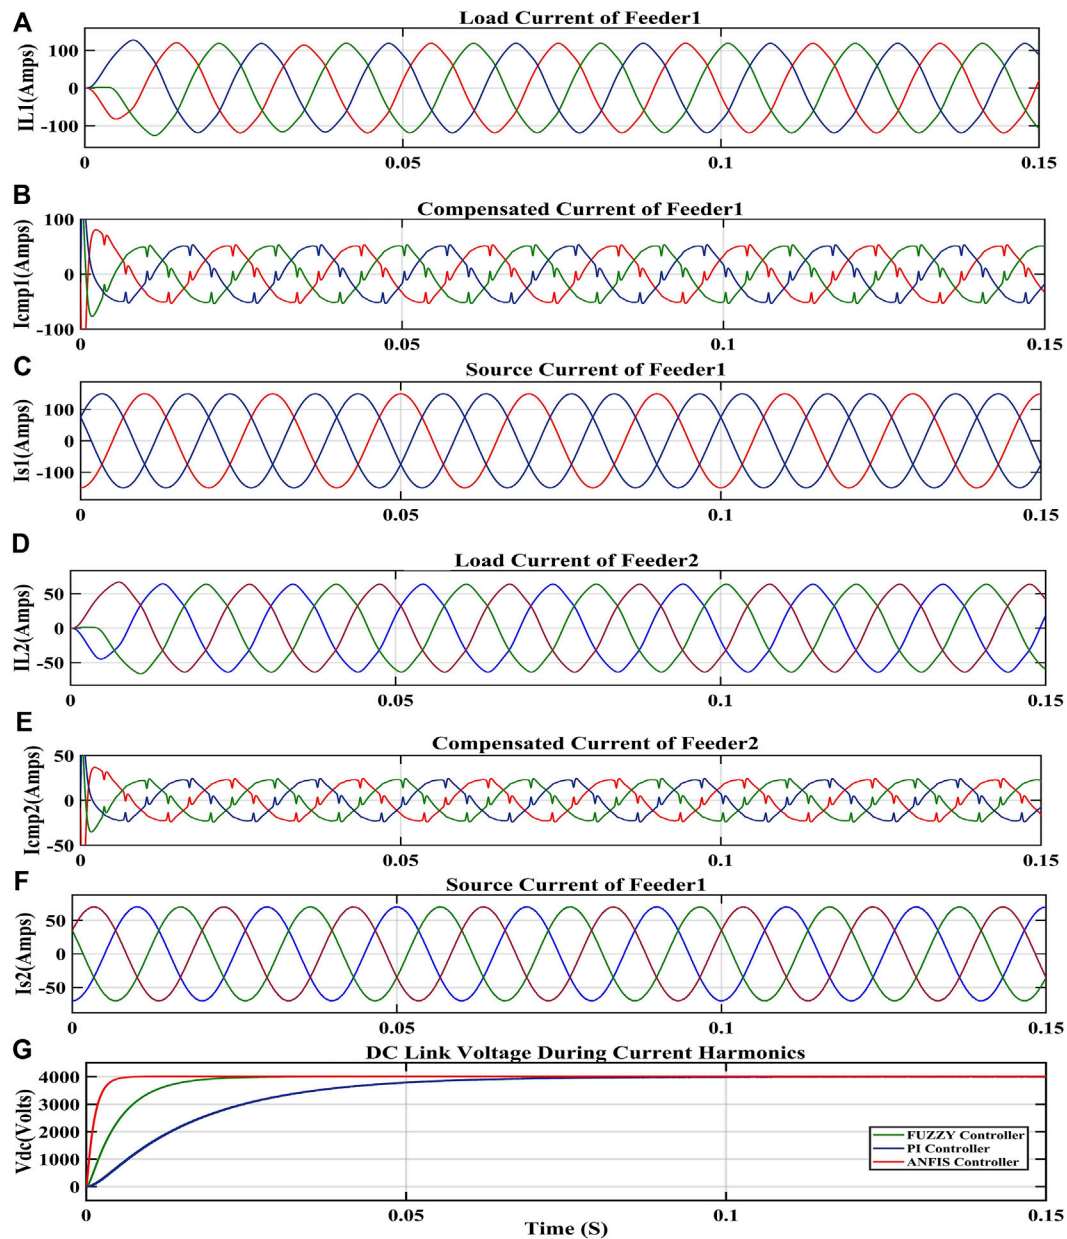 A
Load Current of Feeder1
IL1(Amps)
100
0
-100
0 0.05 0.1 0.15
B
Compensated Current of Feeder1
Icmp1(Amps)
100
0
-100
0 0.05 0.1 0.15
C
Source Current of Feeder1
Is1(Amps)
100
0
-100
0 0.05 0.1 0.15
D
Load Current of Feeder2
IL2(Amps)
50
0
-50
0 0.05 0.1 0.15
E
Compensated Current of Feeder2
Icmp2(Amps)
50
0
-50
0 0.05 0.1 0.15
F
Source Current of Feeder1
Is2(Amps)
50
0
-50
0 0.05 0.1 0.15
G
DC Link Voltage During Current Harmonics
Vdc(Volts)
4000
3000
2000
1000
0
FUZZY Controller
PI Controller
ANFIS Controller
0 0.05 0.1 0.15
Time (S)